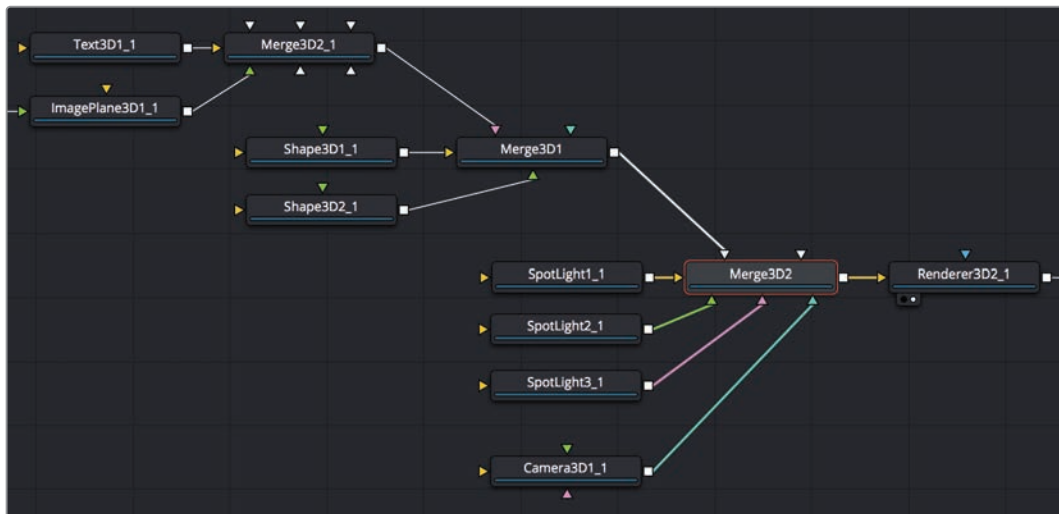 Text3D1_1
Merge3D2_1
ImagePlane3D1_1
Shape3D1_1
Merge3D1
Shape3D2_1
SpotLight1_1
Merge3D2
Renderer3D2_1
SpotLight2_1
SpotLight3_1
Camera3D1_1